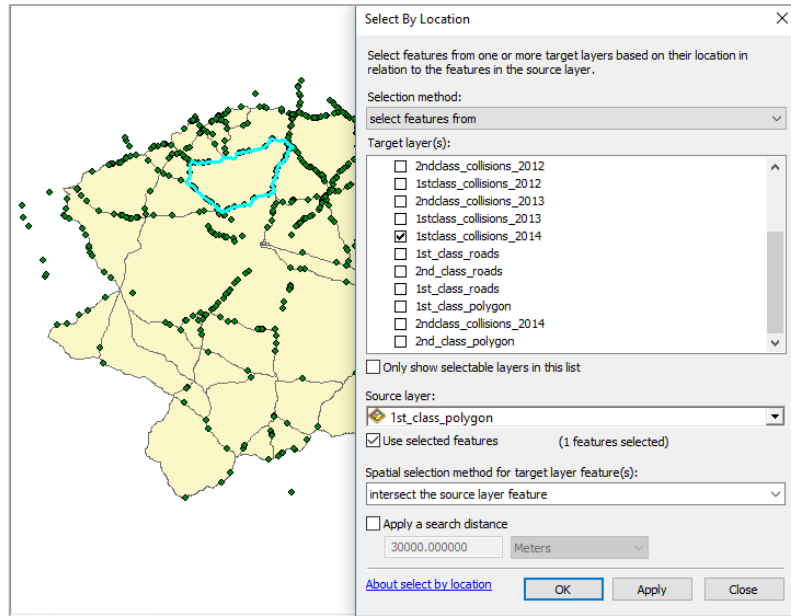 Select By Location
Select features from one or more target layers based on their location in
relation to the features in the source layer.
Selection method:
select features from
Target layer(s):
2ndclass_collisions_2012
1stclass_collisions_2012
2ndclass_collisions_2013
1stclass_collisions_2013
1stclass_collisions_2014
1st_class_roads
2nd_class_roads
1st_class_roads
1st_class_polygon
2ndclass_collisions_2014
2nd_class_polygon
Only show selectable layers in this list
Source layer:
1st_class_polygon
Use selected features (1 features selected)
Spatial selection method for target layer feature(s):
intersect the source layer feature
Apply a search distance
30000.000000 Meters
About select by location OK Apply Close